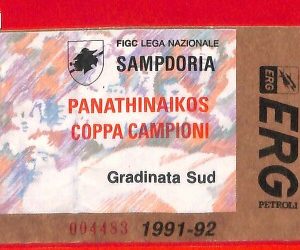 FIGC LEGA NAZIONALE
SAMPDORIA
PANATHINAIKOS
COPPA CAMPIONI
Gradinata Sud
004483 1991-92
ERG
ERG
PETROLI